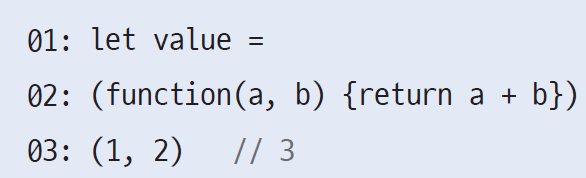 01: let value =
02: (function(a, b) {return a + b})
03: (1, 2)   // 3